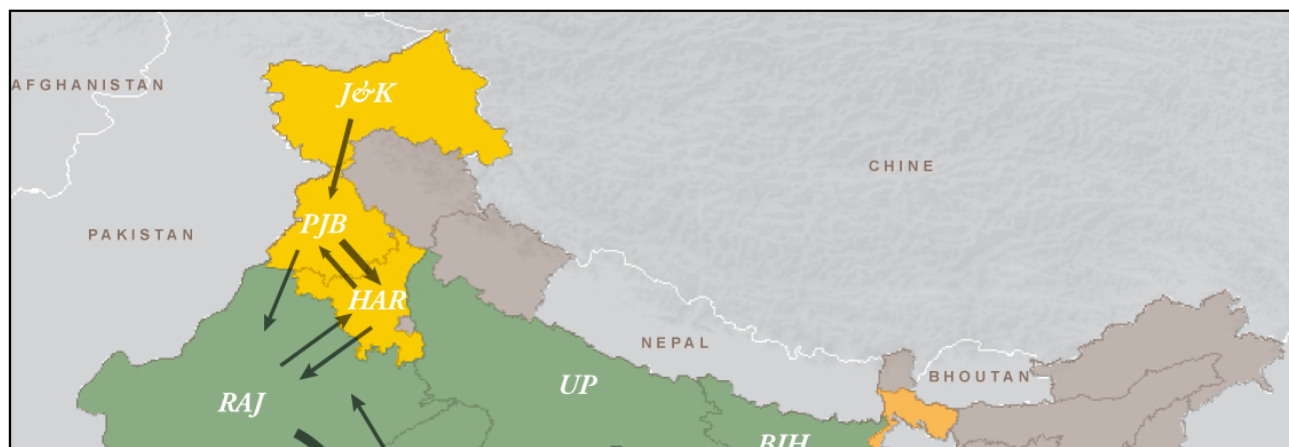 J&K
AFGHANISTAN
CHINE
PJB
PAKISTAN
HAR
NEPAL
BHOUTAN
UP
RAJ
BIH